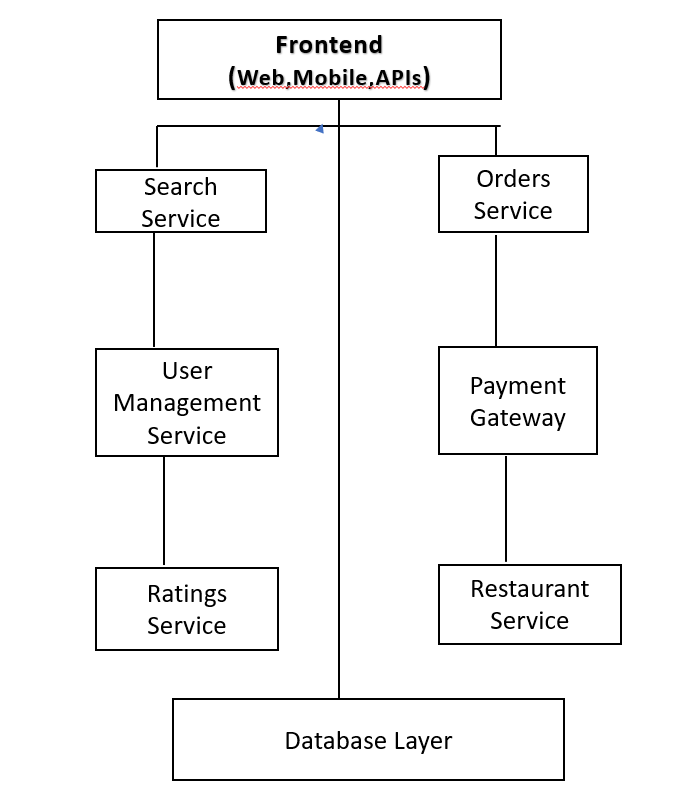 Frontend
(Web,Mobile,APIs)
Search
Service
Orders
Service
User
Management
Service
Payment
Gateway
Ratings
Service
Restaurant
Service
Database Layer